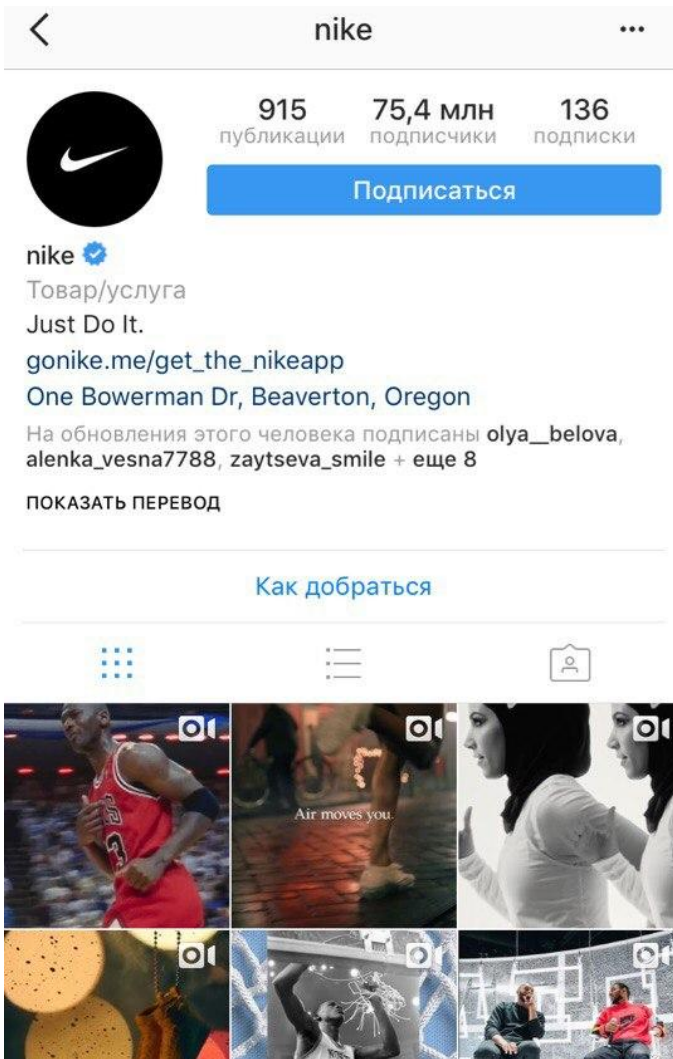 nike
915 75,4 млн 136
публикации подписчики подписки
Подписаться
nike
Товар/услуга
Just Do It.
gonike.me/get_the_nikeapp
One Bowerman Dr, Beaverton, Oregon
На обновления этого человека подписаны olya__belova,
alenka_vesna7788, zaytseva_smile + еще 8
ПОКАЗАТЬ ПЕРЕВОД
Как добраться
Air moves you.